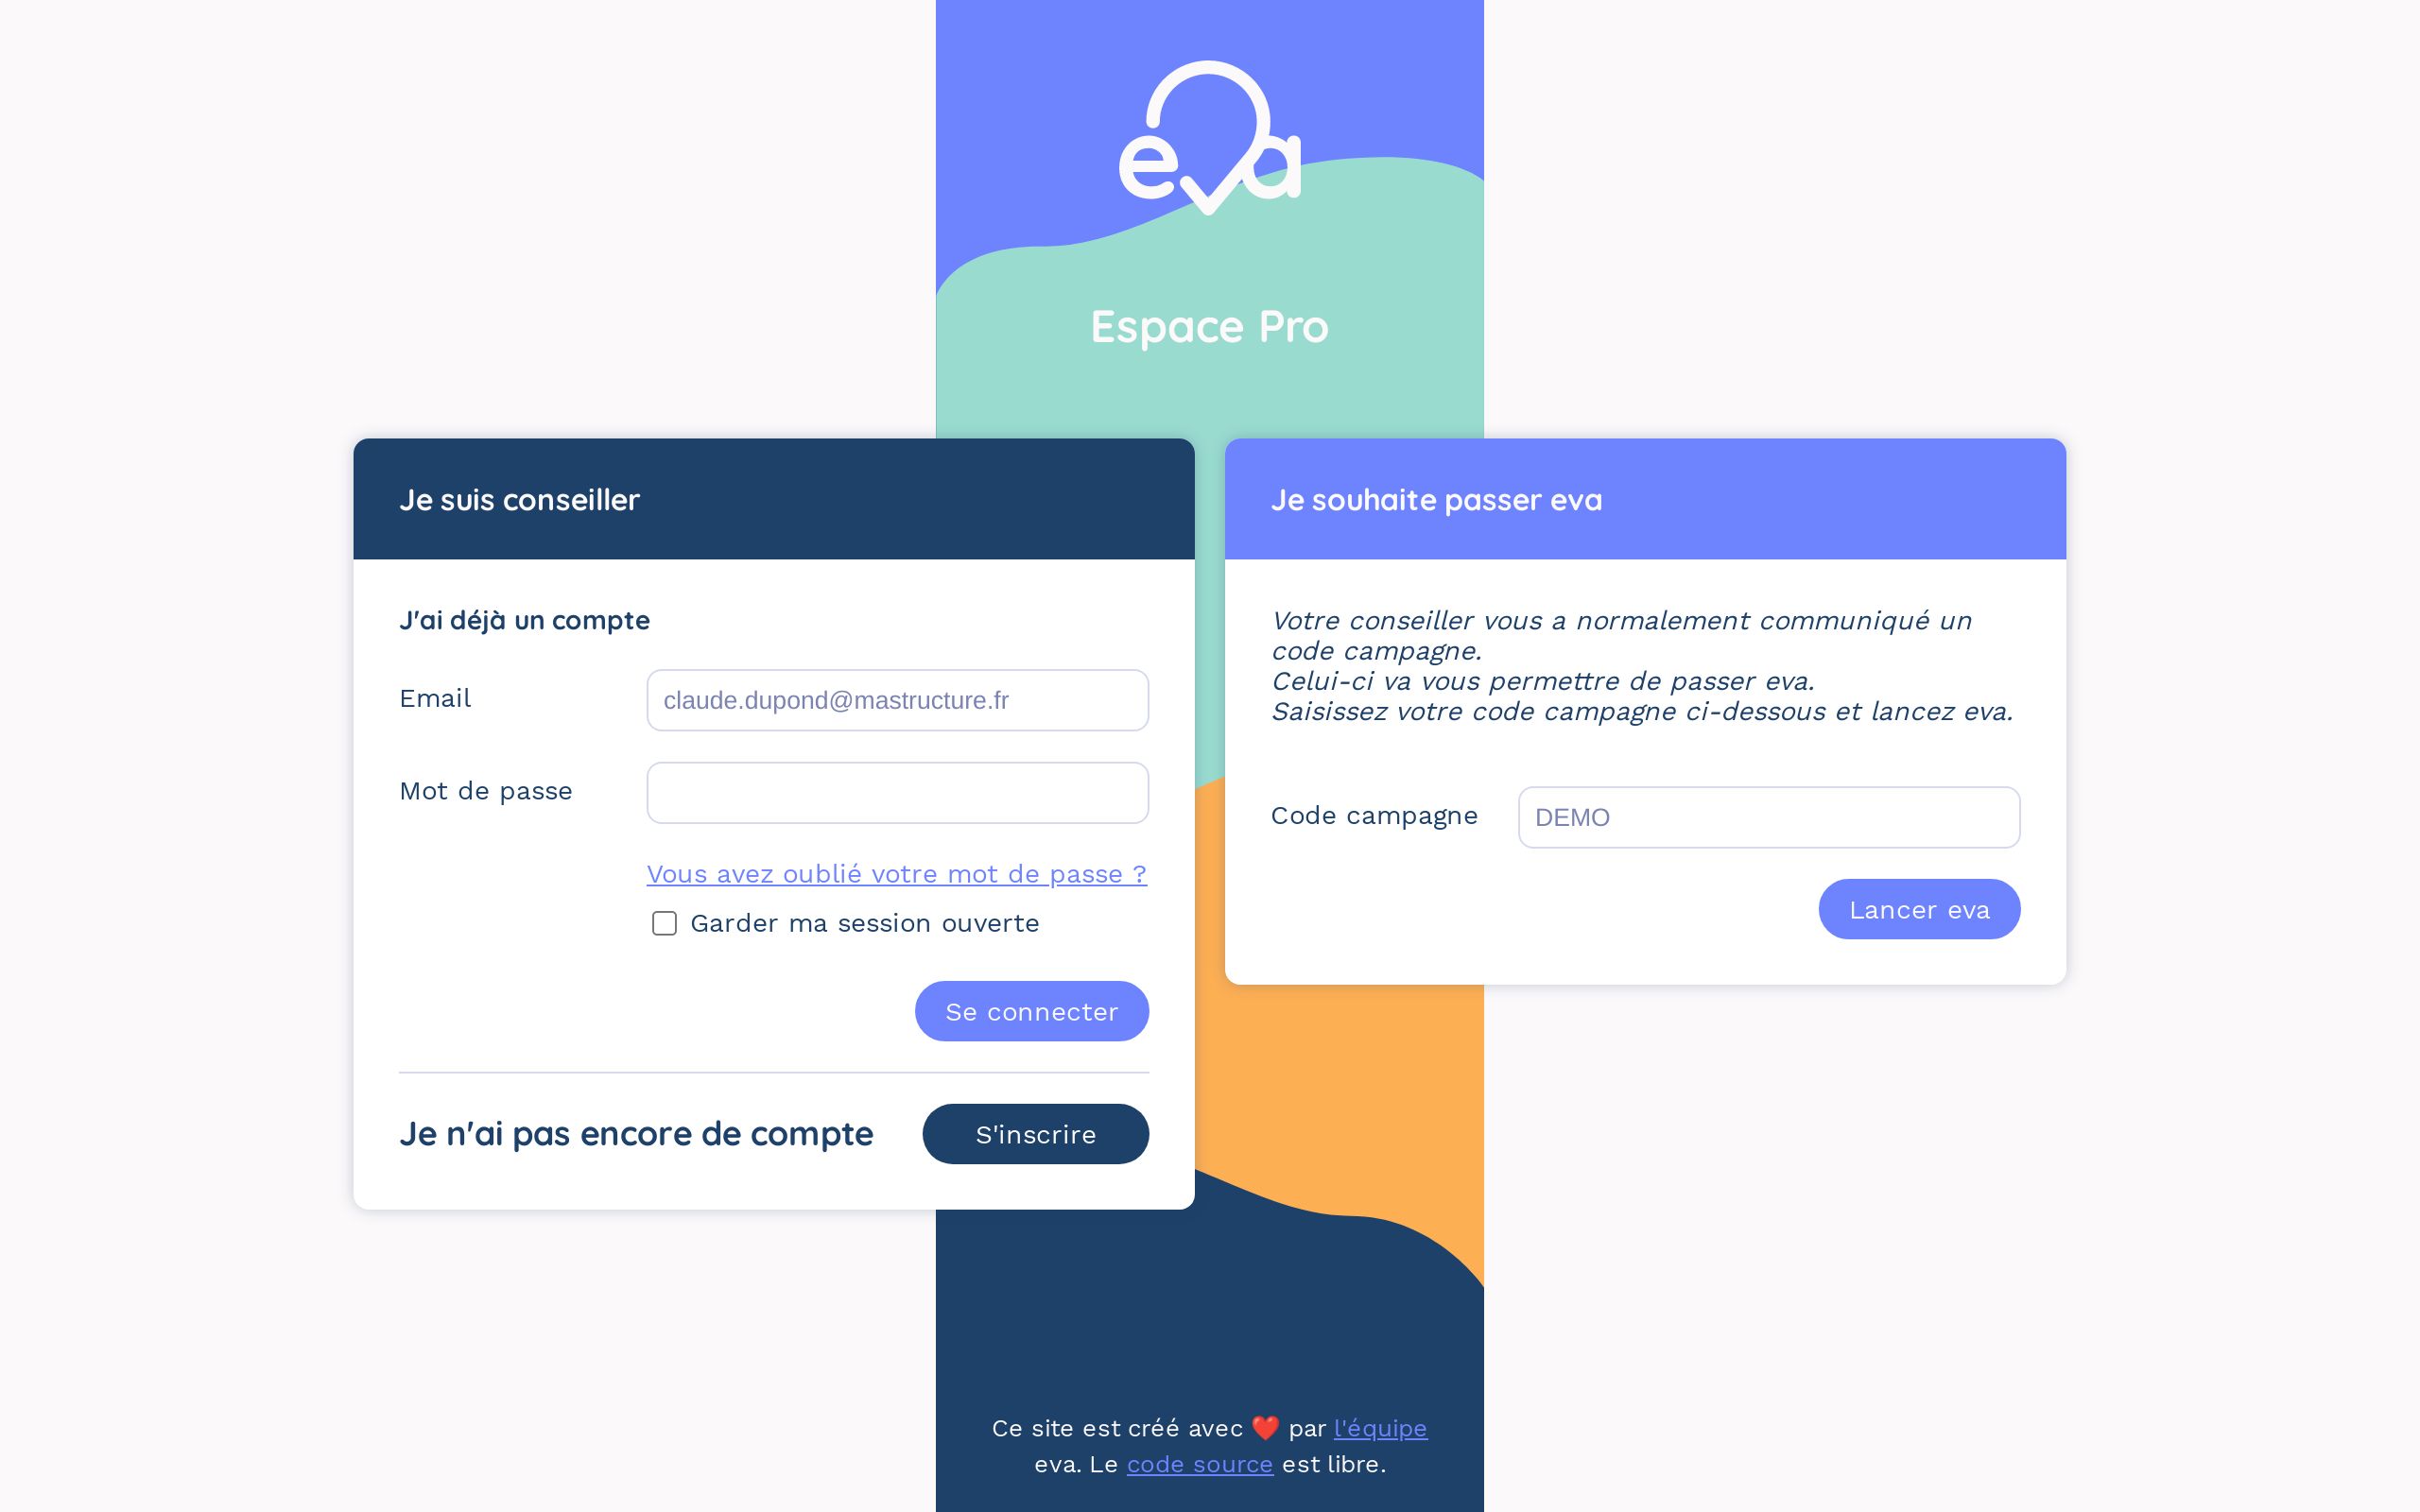 eva
Espace Pro
Je suis conseiller
J'ai déjà un compte
Email
claude.dupond@mastructure.fr
Mot de passe
Vous avez oublié votre mot de passe ?
Garder ma session ouverte
Se connecter
Je n'ai pas encore de compte
S'inscrire
Je souhaite passer eva
Votre conseiller vous a normalement communiqué un
code campagne.
Celui-ci va vous permettre de passer eva.
Saisissez votre code campagne ci-dessous et lancez eva.
Code campagne
DEMO
Lancer eva
Ce site est créé avec ❤️ par l'équipe
eva. Le code source est libre.